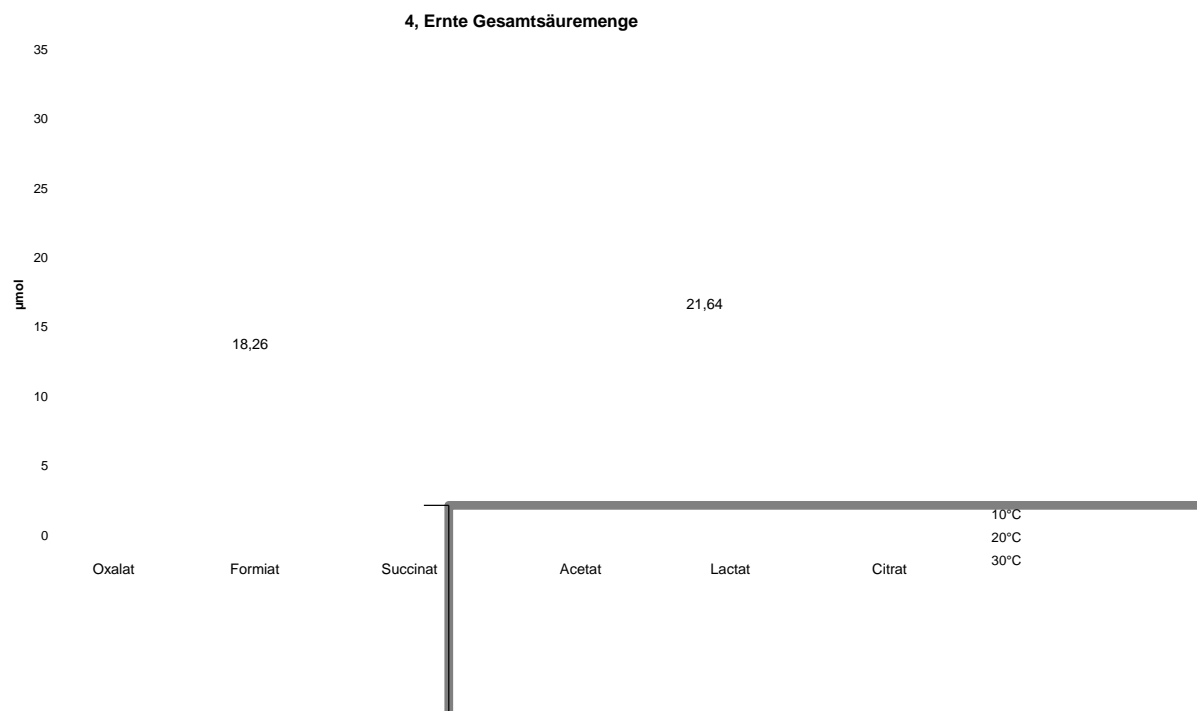 4, Ernte Gesamtsäuremenge
35
30
25
20
µmol
21,64
15
18,26
10
5
10°C
0
20°C
30°C
Oxalat Formiat Succinat Acetat Lactat Citrat